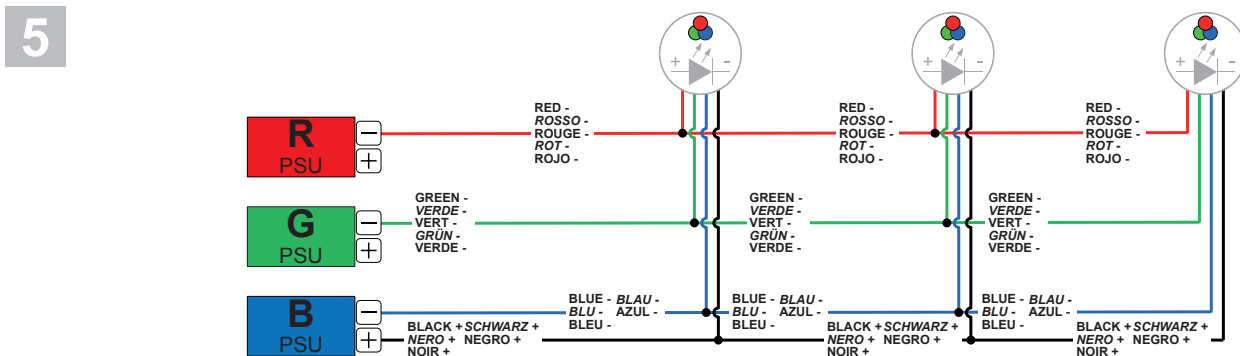 5
+ -
+ -
+ -
RED -
ROSSO -
ROUGE -
ROT -
ROJO -
RED -
ROSSO -
ROUGE -
ROT -
ROJO -
RED -
ROSSO -
ROUGE -
ROT -
ROJO -
R
PSU
−
+
GREEN -
VERDE -
VERT -
GRÜN -
VERDE -
GREEN -
VERDE -
VERT -
GRÜN -
VERDE -
GREEN -
VERDE -
VERT -
GRÜN -
VERDE -
G
PSU
−
+
BLUE - BLAU -
BLU - AZUL -
BLEU -
BLUE - BLAU -
BLU - AZUL -
BLEU -
BLUE - BLAU -
BLU - AZUL -
BLEU -
B
PSU
−
+
BLACK + SCHWARZ +
NERO + NEGRO +
NOIR +
BLACK + SCHWARZ +
NERO + NEGRO +
NOIR +
BLACK + SCHWARZ +
NERO + NEGRO +
NOIR +